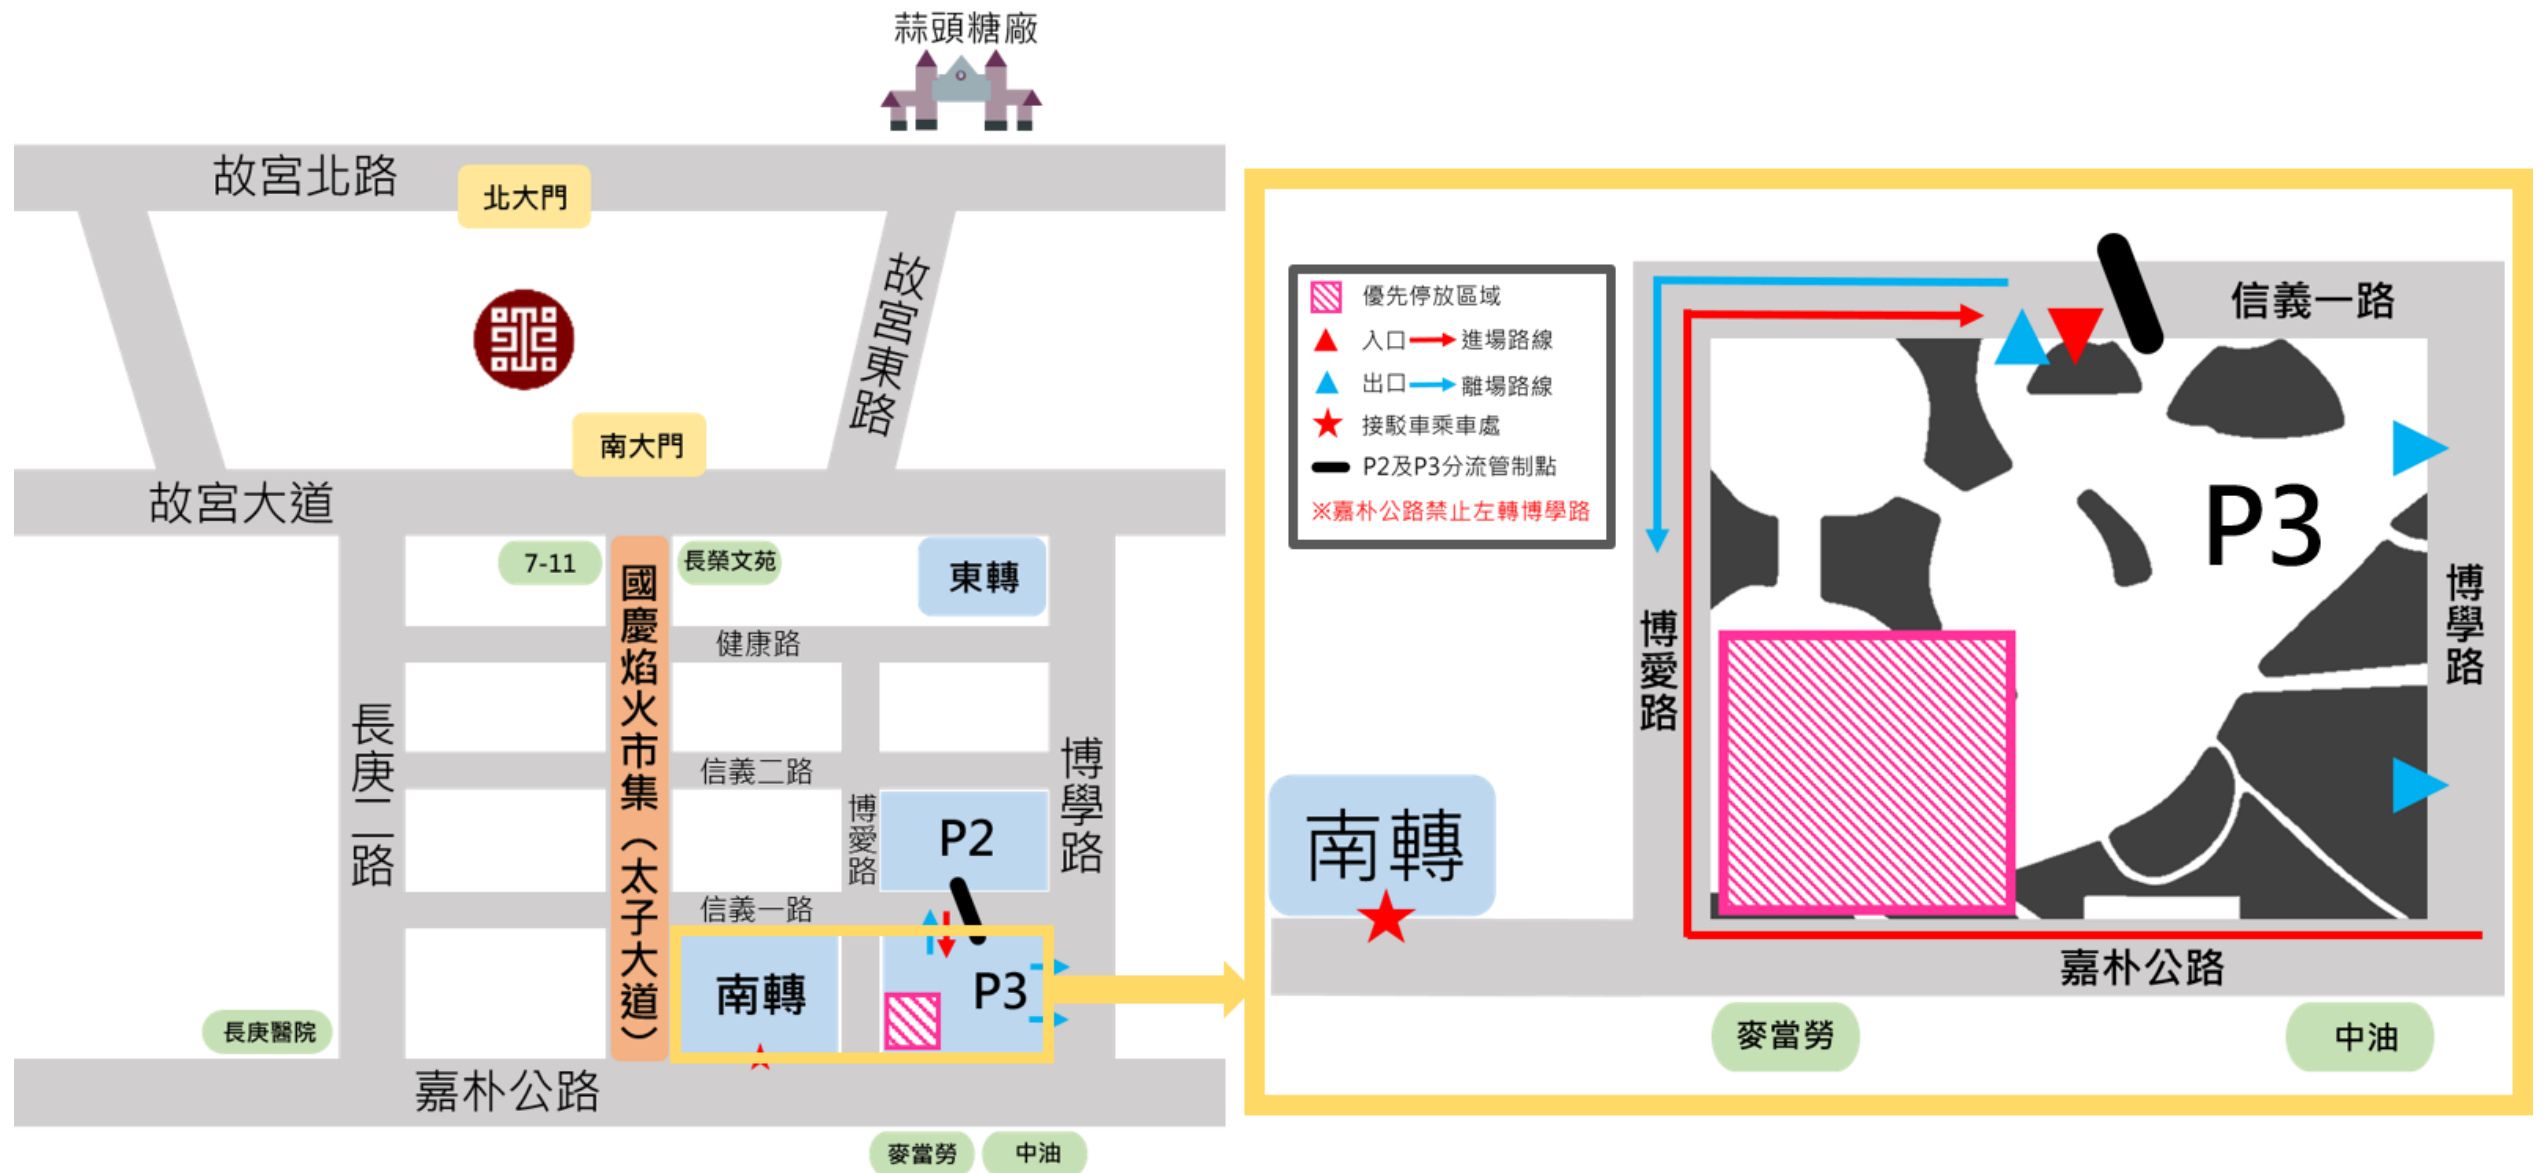 蒜頭糖廠
故宮北路
北大門
故宮東路
南大門
故宮大道
7-11
國慶焰火市集（太子大道）
長榮文苑
東轉
健康路
長庚二路
信義二路
博愛路
P2
博學路
信義一路
南轉
P3
長庚醫院
嘉朴公路
麥當勞
中油
優先停放區域
入口
進場路線
出口
離場路線
接駁車乘車處
P2及P3分流管制點
※嘉朴公路禁止左轉博學路
信義一路
P3
博愛路
博學路
南轉
嘉朴公路
麥當勞
中油